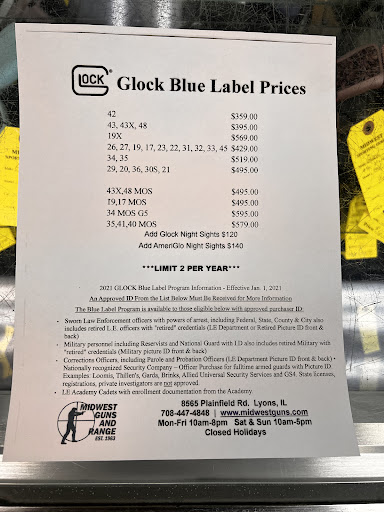 GLOCK
Glock Blue Label Prices
42 $359.00
43, 43X, 48 $395.00
19X $569.00
26, 27, 19, 17, 23, 22, 31, 32, 33, 45 $429.00
34, 35 $519.00
29, 20, 36, 30S, 21 $495.00
43X,48 MOS $495.00
19,17 MOS $495.00
34 MOS G5 $595.00
35,41,40 MOS $579.00
Add Glock Night Sights $120
Add AmeriGlo Night Sights $140
***LIMIT 2 PER YEAR***
2021 GLOCK Blue Label Program Information - Effective Jan. 1, 2021
An Approved ID From the List Below Must Be Received for More Information
The Blue Label Program is available to those eligible below with approved purchaser ID:
• Sworn Law Enforcement officers with powers of arrest, including Federal, State, County & City also
includes retired L.E. officers with "retired" credentials (LE Department or Retired Picture ID front &
back)
• Military personnel including Reservists and National Guard with I.D also includes retired Military with
"retired" credentials (Military picture ID front & back)
• Corrections Officers, including Parole and Probation Officers (LE Department Picture ID front & back) •
Nationally recognized Security Company – Officer Purchase for fulltime armed guards with Picture ID
Examples: Loomis, Thillen's, Garda, Brinks, Allied Universal Security Services and GS4. State licenses,
registrations, private investigators are not approved.
• LE Academy Cadets with enrollment documentation from the Academy.
MIDWEST
GUNS
AND
RANGE
EST. 1963
8565 Plainfield Rd. Lyons, IL
708-447-4848 | www.midwestguns.com
Mon-Fri 10am-8pm Sat & Sun 10am-5pm
Closed Holidays